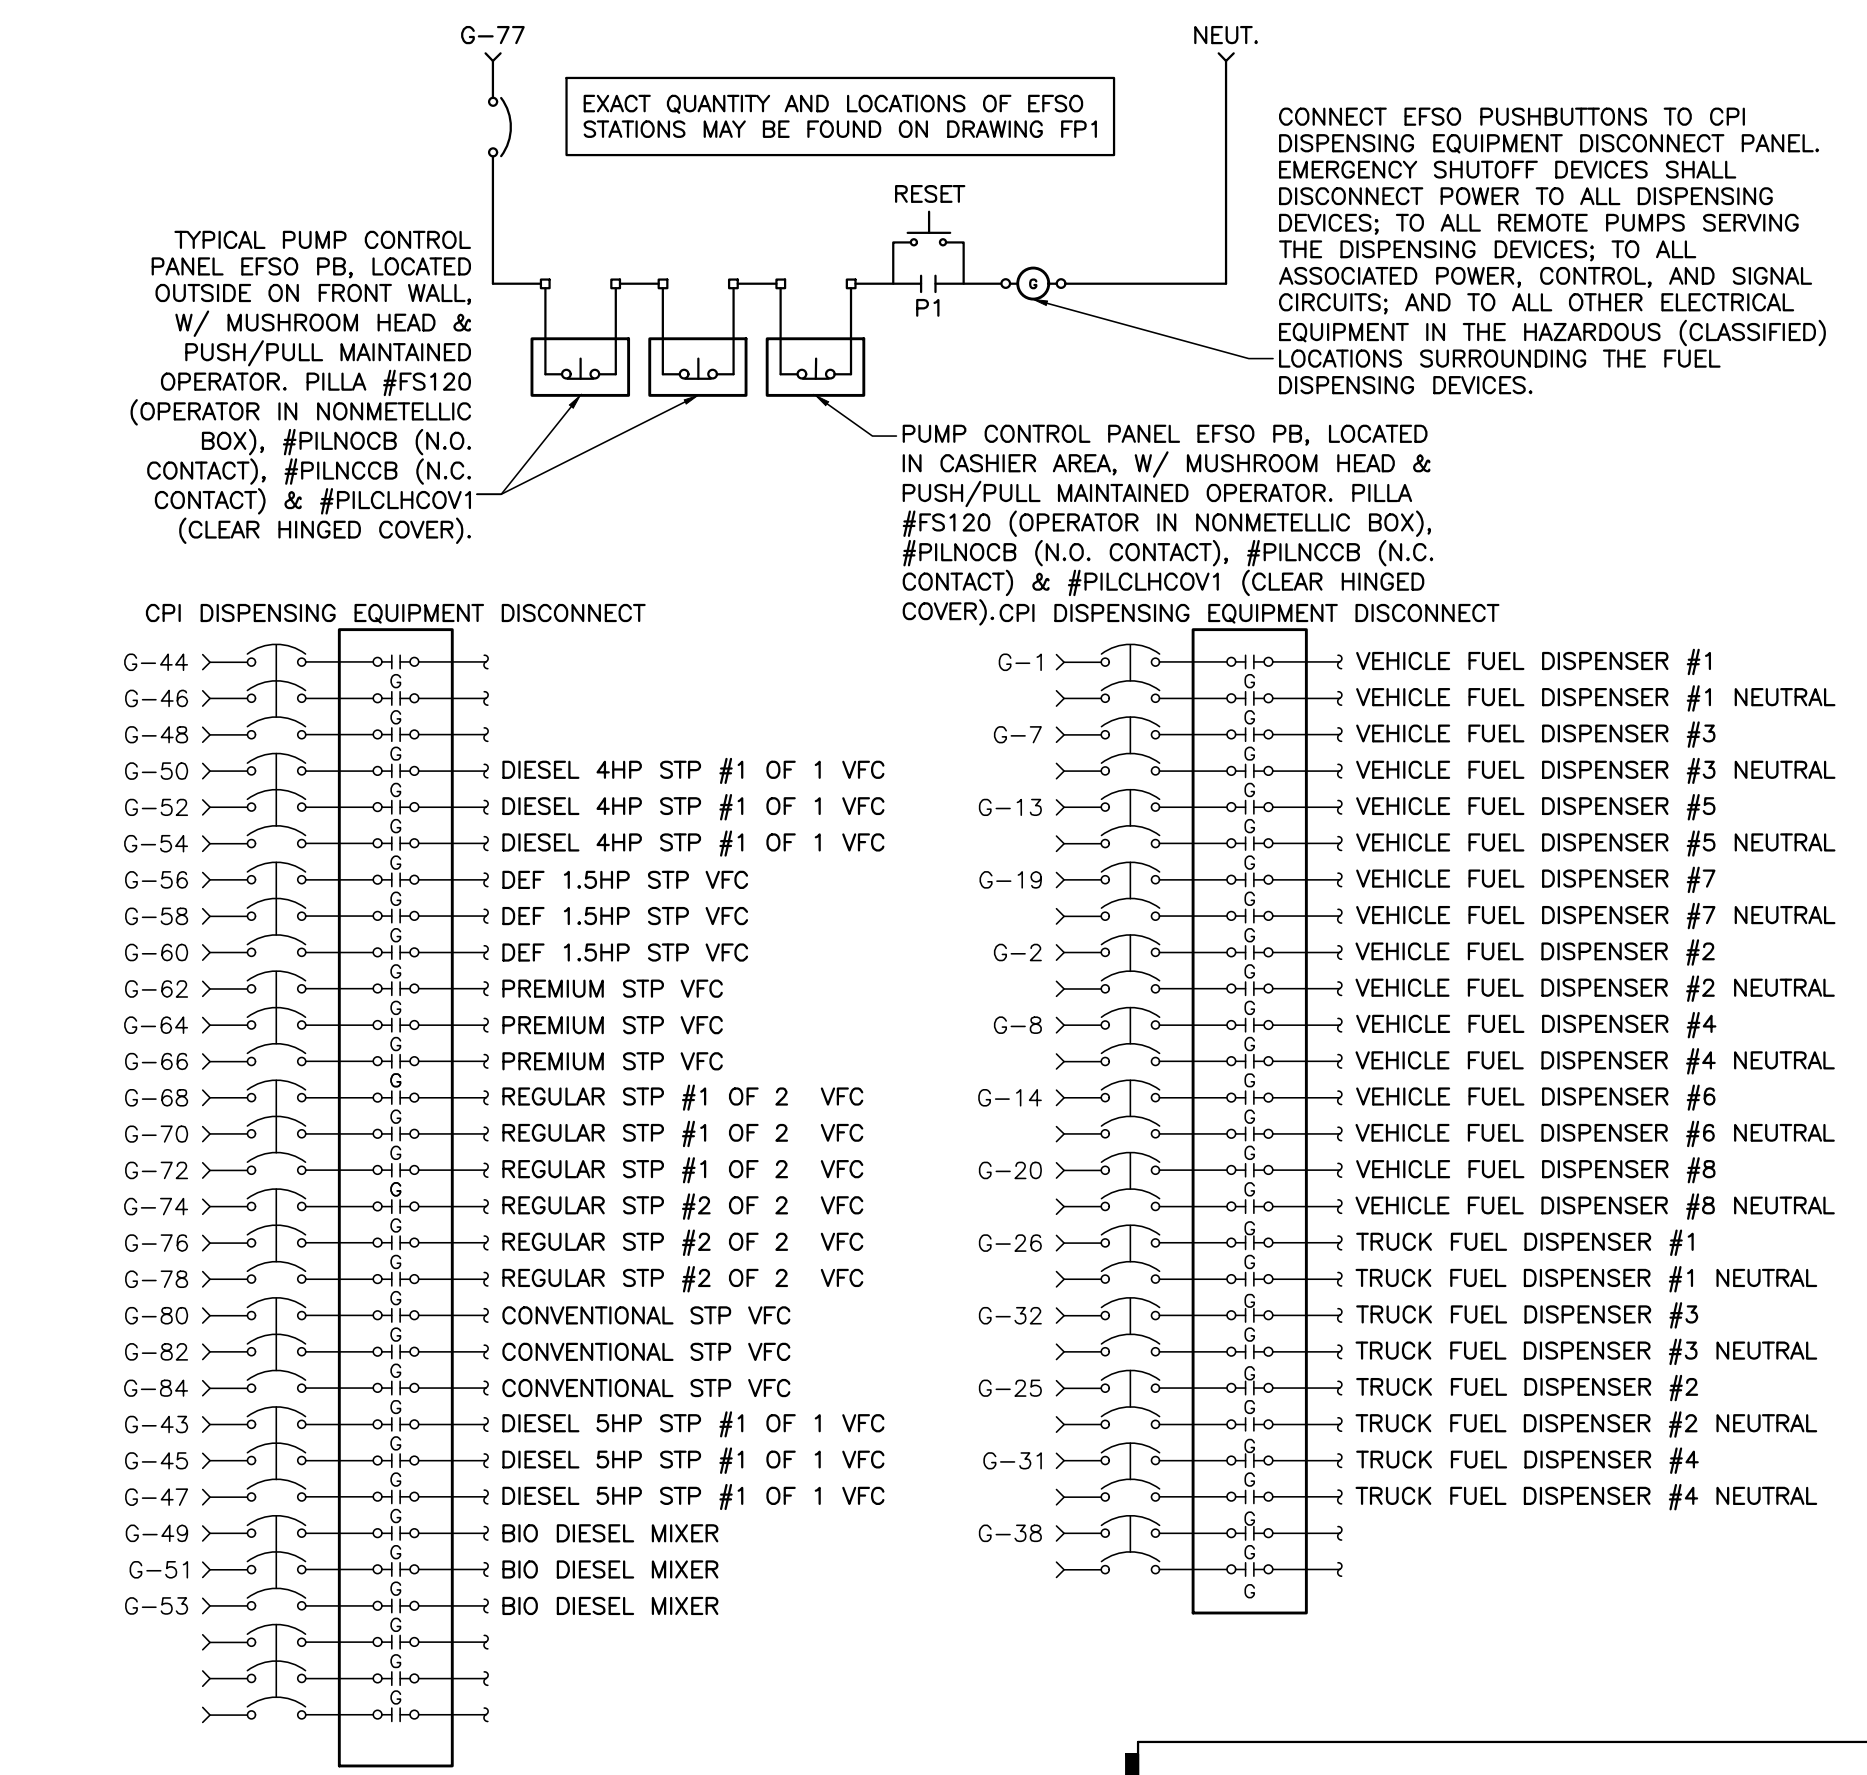 G-77
NEUT.
EXACT QUANTITY AND LOCATIONS OF EFSO
STATIONS MAY BE FOUND ON DRAWING FP1
CONNECT EFSO PUSHBUTTONS TO CPI
DISPENSING EQUIPMENT DISCONNECT PANEL.
EMERGENCY SHUTOFF DEVICES SHALL
DISCONNECT POWER TO ALL DISPENSING
DEVICES; TO ALL REMOTE PUMPS SERVING
THE DISPENSING DEVICES; TO ALL
ASSOCIATED POWER, CONTROL, AND SIGNAL
CIRCUITS; AND TO ALL OTHER ELECTRICAL
EQUIPMENT IN THE HAZARDOUS (CLASSIFIED)
LOCATIONS SURROUNDING THE FUEL
DISPENSING DEVICES.
RESET
P1
G
TYPICAL PUMP CONTROL
PANEL EFSO PB, LOCATED
OUTSIDE ON FRONT WALL,
W/ MUSHROOM HEAD &
PUSH/PULL MAINTAINED
OPERATOR. PILLA #FS120
(OPERATOR IN NONMETELLIC
BOX), #PILNOCB (N.O.
CONTACT), #PILNCCB (N.C.
CONTACT) & #PILCLHCOV1
(CLEAR HINGED COVER).
PUMP CONTROL PANEL EFSO PB, LOCATED
IN CASHIER AREA, W/ MUSHROOM HEAD &
PUSH/PULL MAINTAINED OPERATOR. PILLA
#FS120 (OPERATOR IN NONMETELLIC BOX),
#PILNOCB (N.O. CONTACT), #PILNCCB (N.C.
CONTACT) & #PILCLHCOV1 (CLEAR HINGED
COVER).
CPI DISPENSING EQUIPMENT DISCONNECT
G-44
G
G-46
G
G-48
G
G-50 DIESEL 4HP STP #1 OF 1 VFC
G
G-52 DIESEL 4HP STP #1 OF 1 VFC
G
G-54 DIESEL 4HP STP #1 OF 1 VFC
G
G-56 DEF 1.5HP STP VFC
G
G-58 DEF 1.5HP STP VFC
G
G-60 DEF 1.5HP STP VFC
G
G-62 PREMIUM STP VFC
G
G-64 PREMIUM STP VFC
G
G-66 PREMIUM STP VFC
G
G-68 REGULAR STP #1 OF 2 VFC
G
G-70 REGULAR STP #1 OF 2 VFC
G
G-72 REGULAR STP #1 OF 2 VFC
G
G-74 REGULAR STP #2 OF 2 VFC
G
G-76 REGULAR STP #2 OF 2 VFC
G
G-78 REGULAR STP #2 OF 2 VFC
G
G-80 CONVENTIONAL STP VFC
G
G-82 CONVENTIONAL STP VFC
G
G-84 CONVENTIONAL STP VFC
G
G-43 DIESEL 5HP STP #1 OF 1 VFC
G
G-45 DIESEL 5HP STP #1 OF 1 VFC
G
G-47 DIESEL 5HP STP #1 OF 1 VFC
G
G-49 BIO DIESEL MIXER
G
G-51 BIO DIESEL MIXER
G
G-53 BIO DIESEL MIXER
G
G
G
CPI DISPENSING EQUIPMENT DISCONNECT
G-1 VEHICLE FUEL DISPENSER #1
G
VEHICLE FUEL DISPENSER #1 NEUTRAL
G
G-7 VEHICLE FUEL DISPENSER #3
G
VEHICLE FUEL DISPENSER #3 NEUTRAL
G
G-13 VEHICLE FUEL DISPENSER #5
G
VEHICLE FUEL DISPENSER #5 NEUTRAL
G
G-19 VEHICLE FUEL DISPENSER #7
G
VEHICLE FUEL DISPENSER #7 NEUTRAL
G
G-2 VEHICLE FUEL DISPENSER #2
G
VEHICLE FUEL DISPENSER #2 NEUTRAL
G
G-8 VEHICLE FUEL DISPENSER #4
G
VEHICLE FUEL DISPENSER #4 NEUTRAL
G
G-14 VEHICLE FUEL DISPENSER #6
G
VEHICLE FUEL DISPENSER #6 NEUTRAL
G
G-20 VEHICLE FUEL DISPENSER #8
G
VEHICLE FUEL DISPENSER #8 NEUTRAL
G
G-26 TRUCK FUEL DISPENSER #1
G
TRUCK FUEL DISPENSER #1 NEUTRAL
G
G-32 TRUCK FUEL DISPENSER #3
G
TRUCK FUEL DISPENSER #3 NEUTRAL
G
G-25 TRUCK FUEL DISPENSER #2
G
TRUCK FUEL DISPENSER #2 NEUTRAL
G
G-31 TRUCK FUEL DISPENSER #4
G
TRUCK FUEL DISPENSER #4 NEUTRAL
G
G-38
G
G